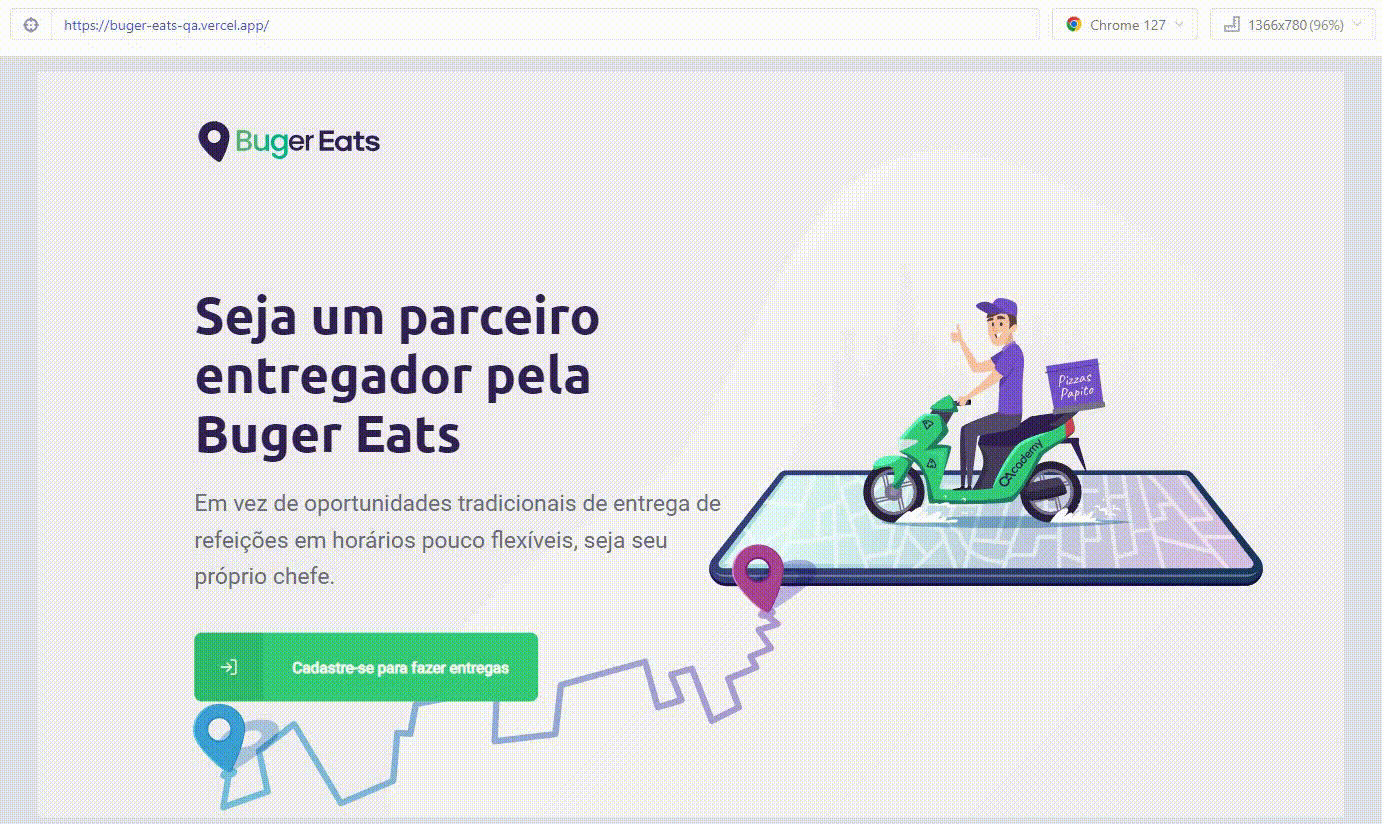 https://buger-eats-qa.vercel.app/
Chrome 127
1366x780 (96%)
Buger Eats
Seja um parceiro
entregador pela
Buger Eats
Em vez de oportunidades tradicionais de entrega de
refeições em horários pouco flexíveis, seja seu
próprio chefe.
Cadastre-se para fazer entregas
Pizzas
Papito
QAcademy